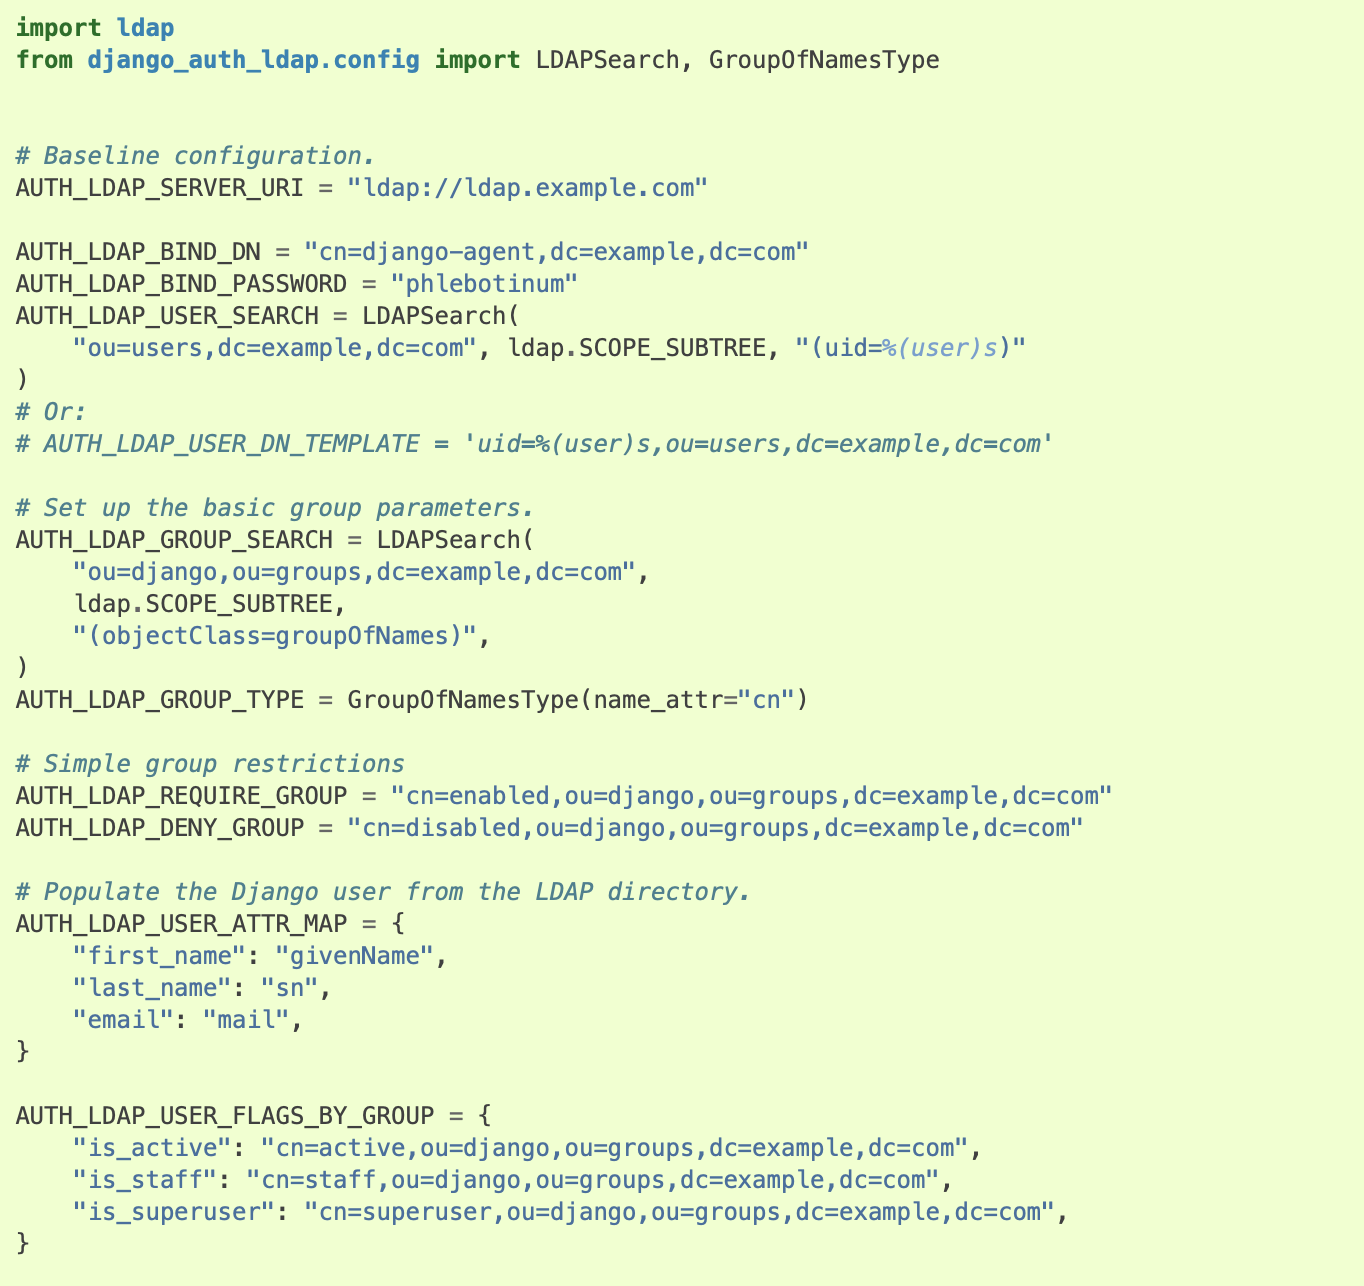 import ldap
from django_auth_ldap.config import LDAPSearch, GroupOfNamesType
# Baseline configuration.
AUTH_LDAP_SERVER_URI = "ldap://ldap.example.com"
AUTH_LDAP_BIND_DN = "cn=django-agent,dc=example,dc=com"
AUTH_LDAP_BIND_PASSWORD = "phlebotinum"
AUTH_LDAP_USER_SEARCH = LDAPSearch(
    "ou=users,dc=example,dc=com", ldap.SCOPE_SUBTREE, "(uid=%(user)s)"
)
# Or:
# AUTH_LDAP_USER_DN_TEMPLATE = 'uid=%(user)s,ou=users,dc=example,dc=com'
# Set up the basic group parameters.
AUTH_LDAP_GROUP_SEARCH = LDAPSearch(
    "ou=django,ou=groups,dc=example,dc=com",
    ldap.SCOPE_SUBTREE,
    "(objectClass=groupOfNames)",
)
AUTH_LDAP_GROUP_TYPE = GroupOfNamesType(name_attr="cn")
# Simple group restrictions
AUTH_LDAP_REQUIRE_GROUP = "cn=enabled,ou=django,ou=groups,dc=example,dc=com"
AUTH_LDAP_DENY_GROUP = "cn=disabled,ou=django,ou=groups,dc=example,dc=com"
# Populate the Django user from the LDAP directory.
AUTH_LDAP_USER_ATTR_MAP = {
    "first_name": "givenName",
    "last_name": "sn",
    "email": "mail",
}
AUTH_LDAP_USER_FLAGS_BY_GROUP = {
    "is_active": "cn=active,ou=django,ou=groups,dc=example,dc=com",
    "is_staff": "cn=staff,ou=django,ou=groups,dc=example,dc=com",
    "is_superuser": "cn=superuser,ou=django,ou=groups,dc=example,dc=com",
}